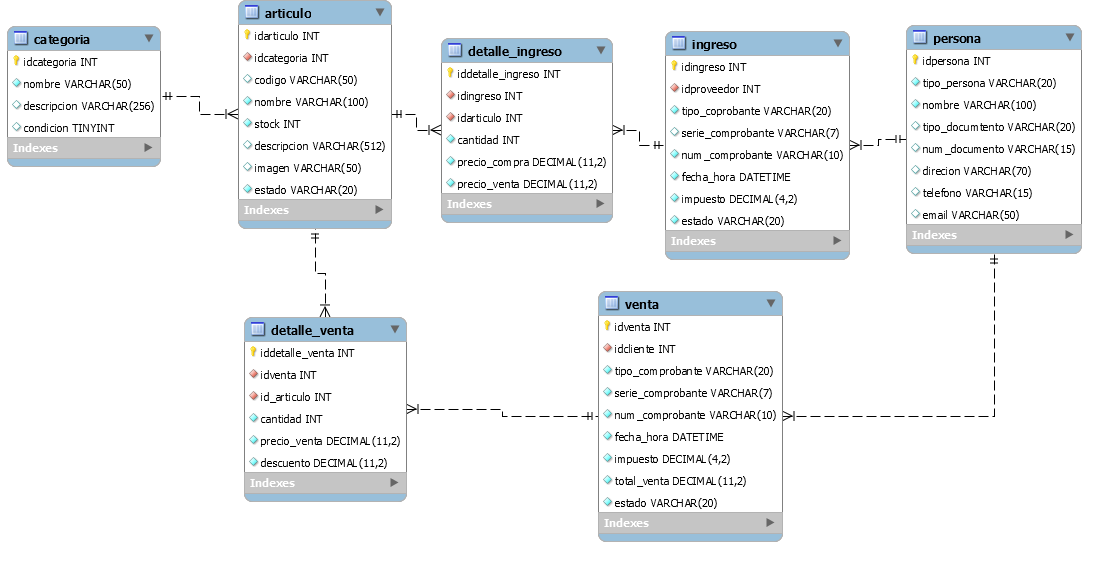 categoria
idcategoria INT
nombre VARCHAR(50)
descripcion VARCHAR(256)
condicion TINYINT
Indexes
articulo
idarticulo INT
idcategoria INT
codigo VARCHAR(50)
nombre VARCHAR(100)
stock INT
descripcion VARCHAR(512)
imagen VARCHAR(50)
estado VARCHAR(20)
Indexes
detalle_ingreso
iddetalle_ingreso INT
idingreso INT
idarticulo INT
cantidad INT
precio_compra DECIMAL(11,2)
precio_venta DECIMAL(11,2)
Indexes
ingreso
idingreso INT
idproveedor INT
tipo_coprobante VARCHAR(20)
serie_comprobante VARCHAR(7)
num_comprobante VARCHAR(10)
fecha_hora DATETIME
impuesto DECIMAL(4,2)
estado VARCHAR(20)
Indexes
persona
idpersona INT
tipo_persona VARCHAR(20)
nombre VARCHAR(100)
tipo_documtento VARCHAR(20)
num_documento VARCHAR(15)
direcion VARCHAR(70)
telefono VARCHAR(15)
email VARCHAR(50)
Indexes
detalle_venta
iddetalle_venta INT
idventa INT
id_articulo INT
cantidad INT
precio_venta DECIMAL(11,2)
descuento DECIMAL(11,2)
Indexes
venta
idventa INT
idcliente INT
tipo_comprobante VARCHAR(20)
serie_comprobante VARCHAR(7)
num_comprobante VARCHAR(10)
fecha_hora DATETIME
impuesto DECIMAL(4,2)
total_venta DECIMAL(11,2)
estado VARCHAR(20)
Indexes